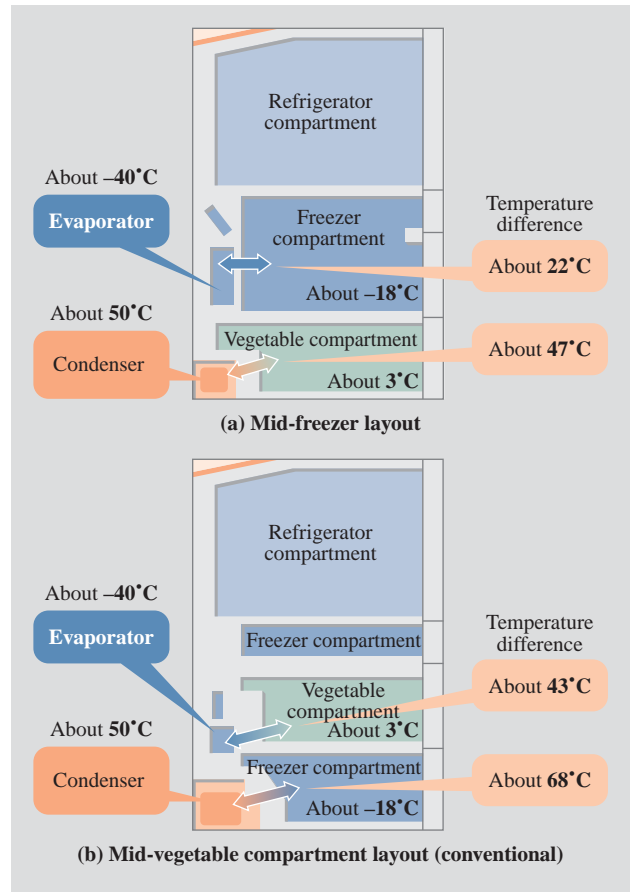 Refrigerator
compartment
About –40°C
Evaporator
Freezer
compartment
About –18°C
Temperature
difference
About 22°C
About 50°C
Condenser
Vegetable compartment
About 3°C
About 47°C
(a) Mid-freezer layout
Refrigerator
compartment
About –40°C
Evaporator
Freezer compartment
Temperature
difference
Vegetable
compartment
About 3°C
About 43°C
About 50°C
Condenser
Freezer compartment
About –18°C
About 68°C
(b) Mid-vegetable compartment layout (conventional)